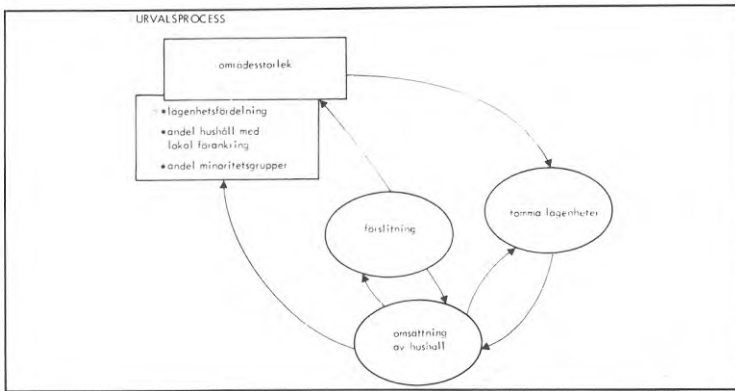 URVALSPROCESS
områdesstorlek
• lägenhetsfördelning
• andel hushåll med
lokal förankring
• andel minoritetsgrupper
tomma lägenheter
förslitning
omsättning
av hushåll